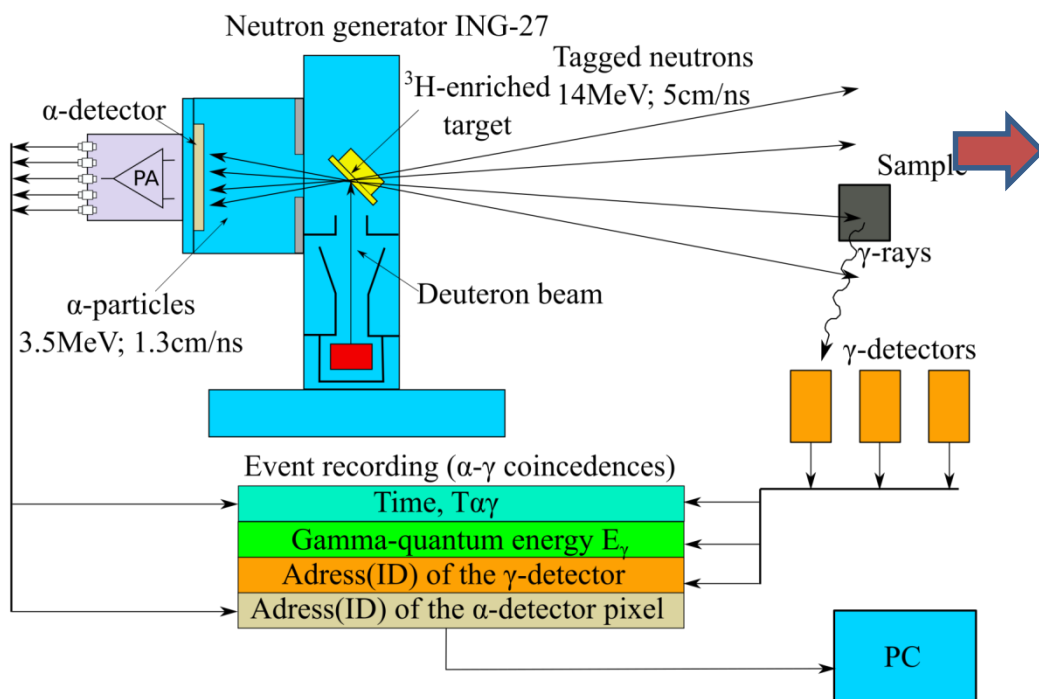 Neutron generator ING-27
Tagged neutrons
14MeV; 5cm/ns
³H-enriched
target
α-detector
PA
Sample
γ-rays
Deuteron beam
α-particles
3.5MeV; 1.3cm/ns
γ-detectors
Event recording (α-γ coincedences)
Time, Tαγ
Gamma-quantum energy Eᵧ
Adress(ID) of the γ-detector
Adress(ID) of the α-detector pixel
PC